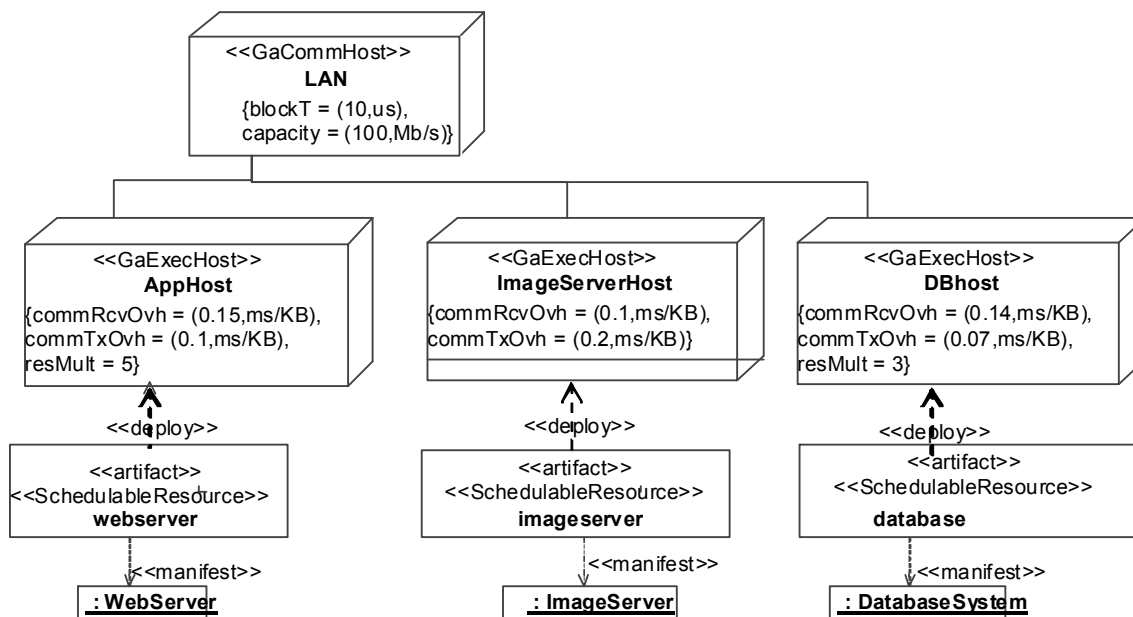 <<GaCommHost>>
LAN
{blockT = (10,us),
capacity = (100,Mb/s)}
<<GaExecHost>>
AppHost
{commRcvOvh = (0.15,ms/KB),
commTxOvh = (0.1,ms/KB),
resMult = 5}
<<GaExecHost>>
ImageServerHost
{commRcvOvh = (0.1,ms/KB),
commTxOvh = (0.2,ms/KB)}
<<GaExecHost>>
DBhost
{commRcvOvh = (0.14,ms/KB),
commTxOvh = (0.07,ms/KB),
resMult = 3}
<<deploy>>
<<deploy>>
<<deploy>>
<<artifact>>
<<SchedulableResource>>
webserver
<<artifact>>
<<SchedulableResource>>
imageserver
<<artifact>>
<<SchedulableResource>>
database
<<manifest>>
<<manifest>>
<<manifest>>
: WebServer
: ImageServer
: DatabaseSystem